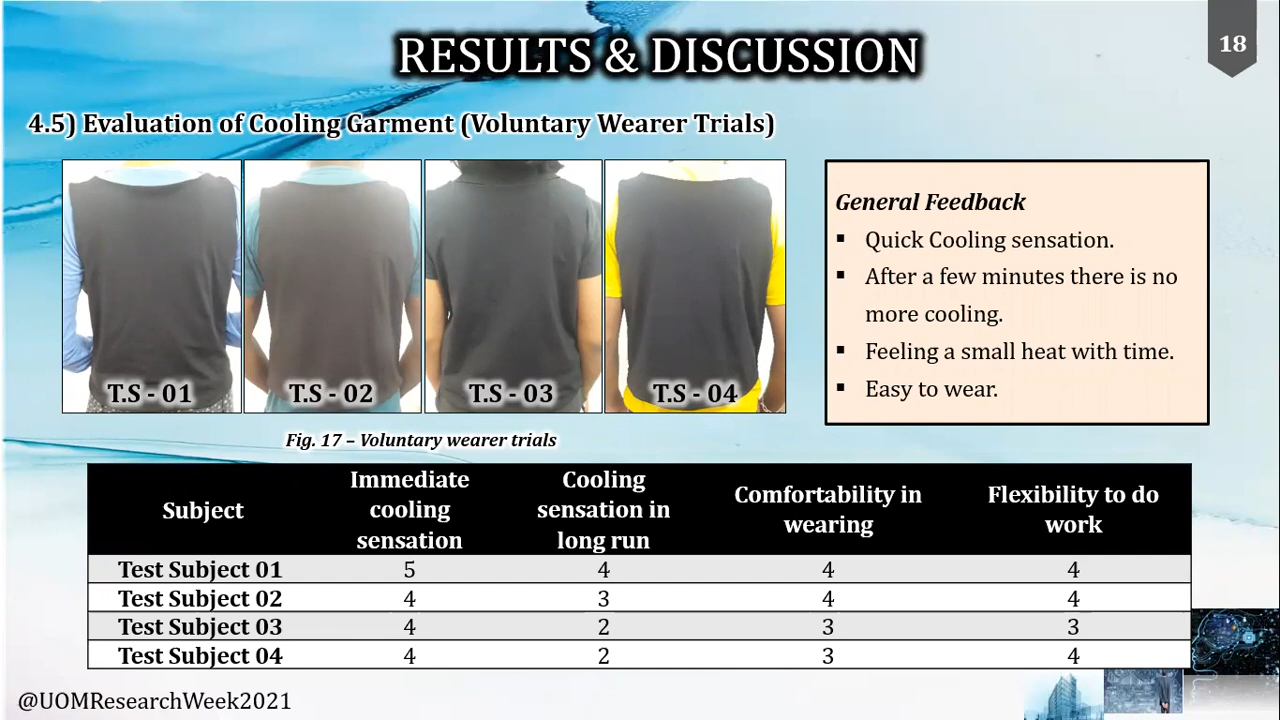 18
RESULTS & DISCUSSION
4.5) Evaluation of Cooling Garment (Voluntary Wearer Trials)
T.S - 01
T.S - 02
T.S - 03
T.S - 04
Fig. 17 – Voluntary wearer trials
General Feedback
▪ Quick Cooling sensation.
▪ After a few minutes there is no
more cooling.
▪ Feeling a small heat with time.
▪ Easy to wear.
Subject Immediate cooling sensation Cooling sensation in long run Comfortability in wearing Flexibility to do work
Test Subject 01 5 4 4 4
Test Subject 02 4 3 4 4
Test Subject 03 4 2 3 3
Test Subject 04 4 2 3 4
@UOMResearchWeek2021